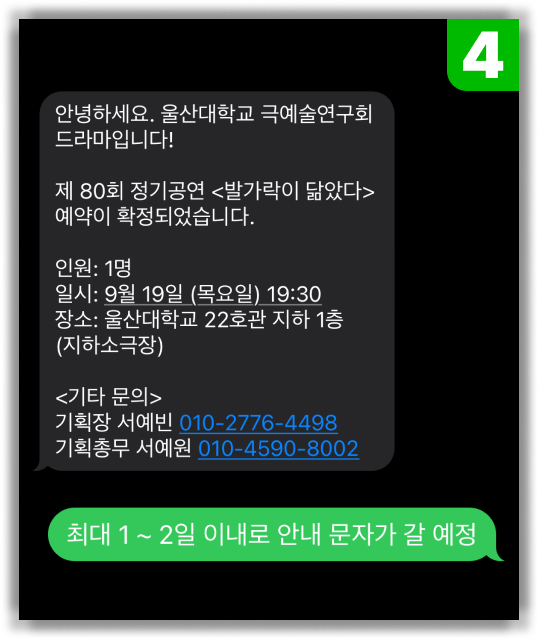 4
안녕하세요. 울산대학교 극예술연구회
드라마입니다!
제 80회 정기공연 <발가락이 닮았다>
예약이 확정되었습니다.
인원: 1명
일시: 9월 19일 (목요일) 19:30
장소: 울산대학교 22호관 지하 1층
(지하소극장)
<기타 문의>
기획장 서예빈 010-2776-4498
기획총무 서예원 010-4590-8002
최대 1 ~ 2일 이내로 안내 문자가 갈 예정